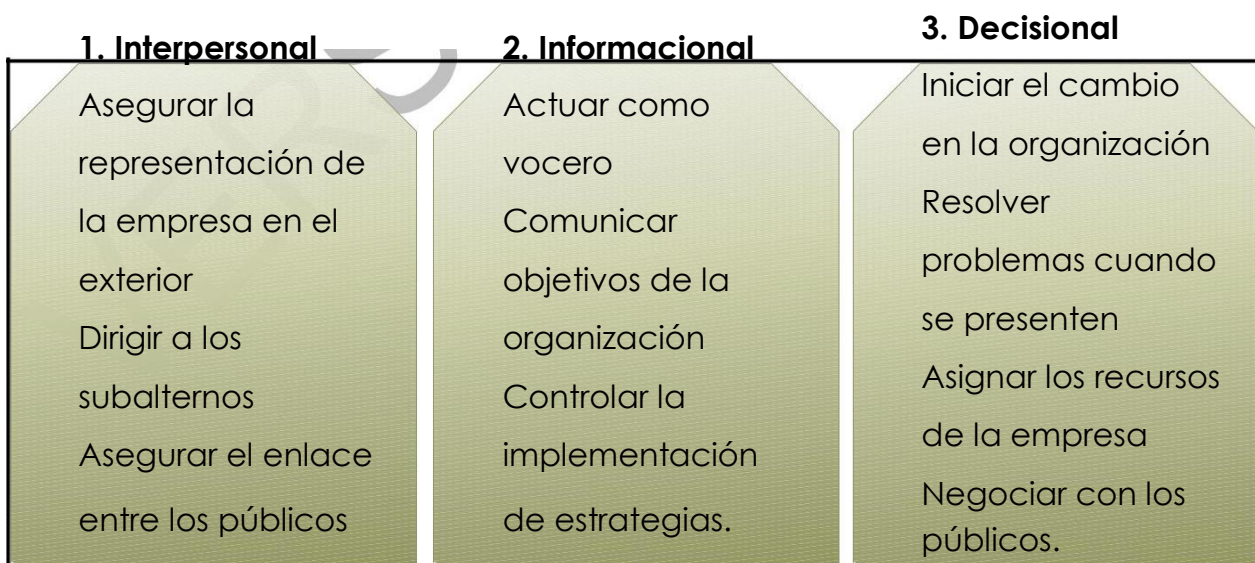 1. Interpersonal
Asegurar la
representación de
la empresa en el
exterior
Dirigir a los
subalternos
Asegurar el enlace
entre los públicos
2. Informacional
Actuar como
vocero
Comunicar
objetivos de la
organización
Controlar la
implementación
de estrategias.
3. Decisional
Iniciar el cambio
en la organización
Resolver
problemas cuando
se presenten
Asignar los recursos
de la empresa
Negociar con los
públicos.